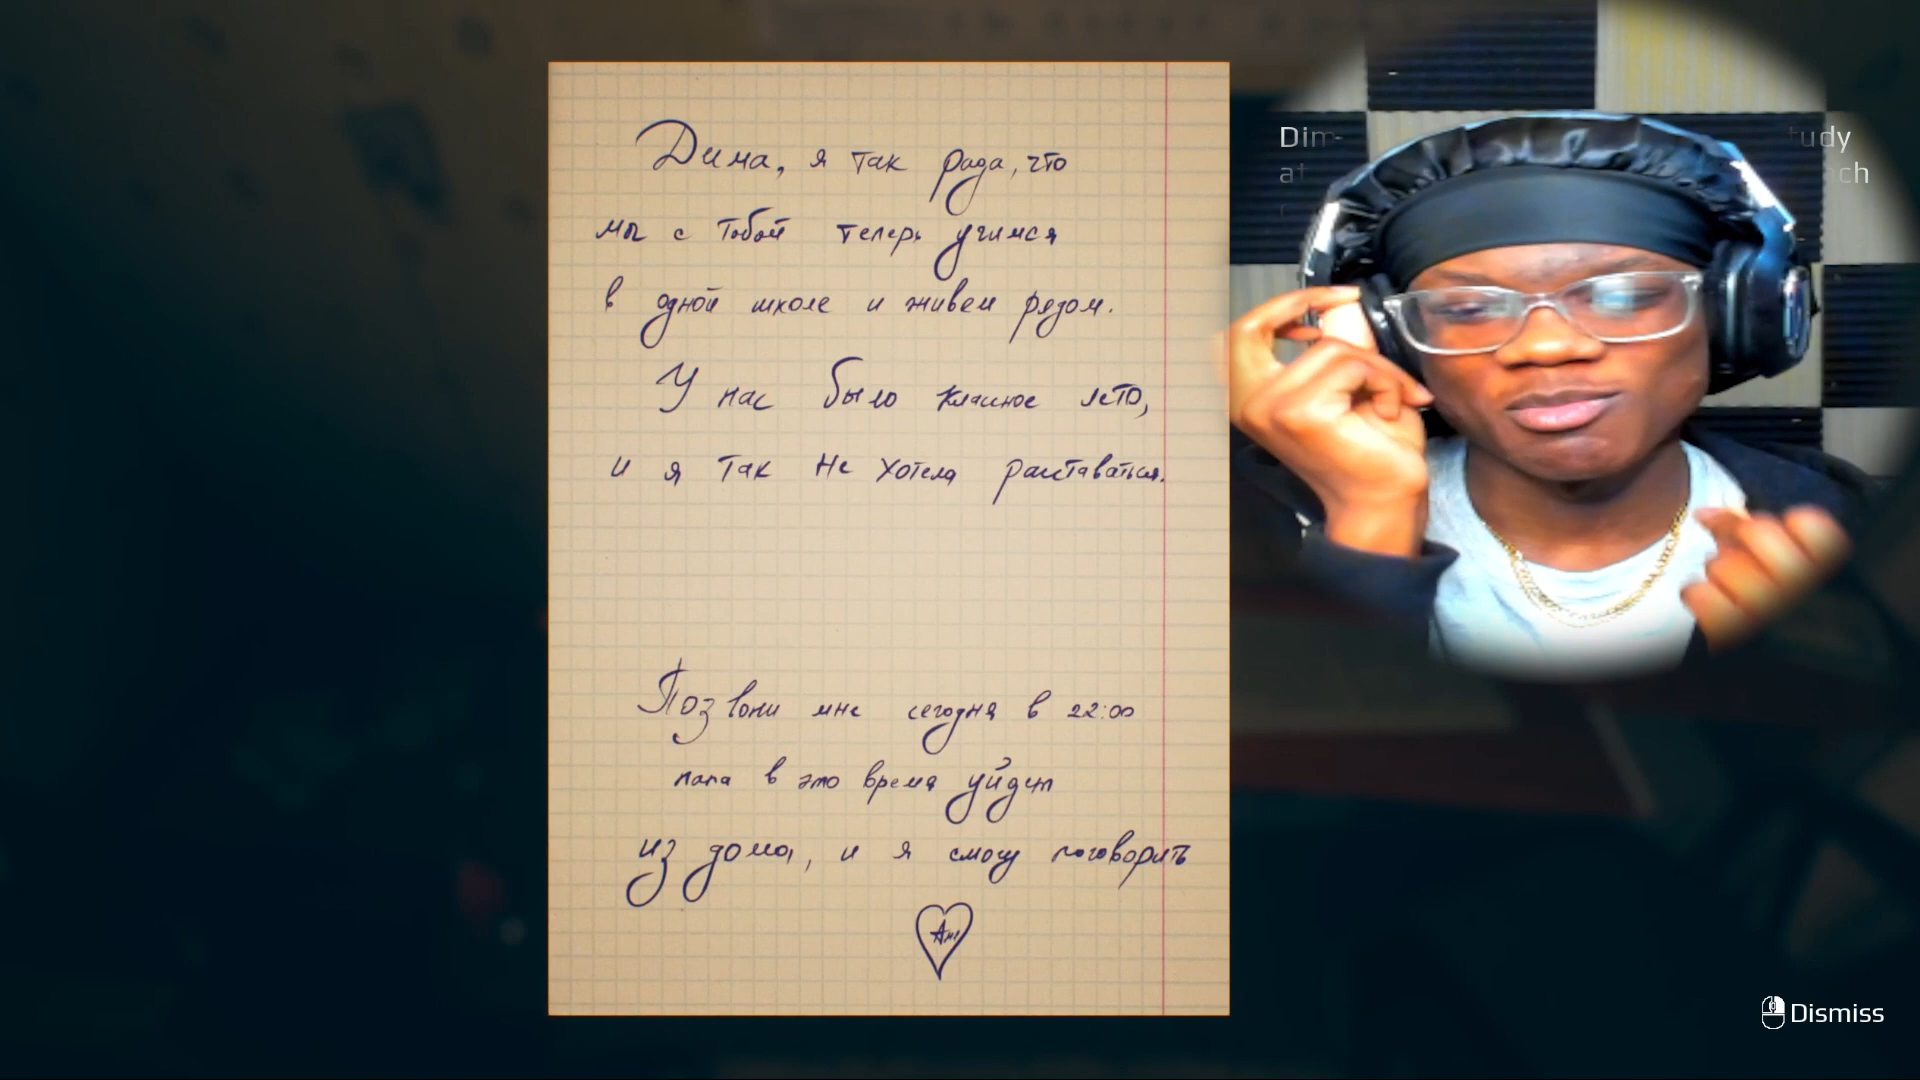 Дима, я так рада, что
мы с тобой теперь учимся
в одной школе и живем рядом.
У нас было классное лето,
и я так не хотела расставаться.
Позвони мне сегодня в 22:00
папа в это время уйдет
из дома, и я смогу поговорить
Аня
Dismiss